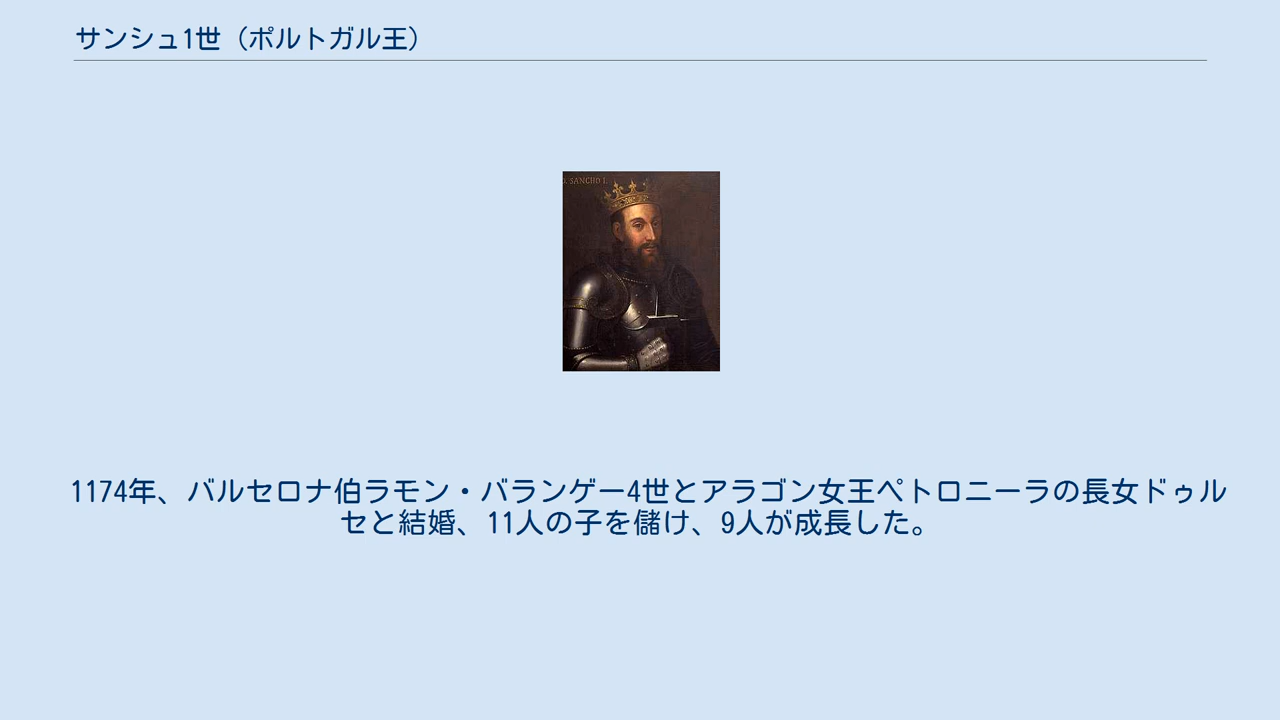 サンシュ1世（ポルトガル王）
D. SANCHO I.
1174年、バルセロナ伯ラモン・バランゲー4世とアラゴン女王ペトロニーラの長女ドゥル
セと結婚、11人の子を儲け、9人が成長した。